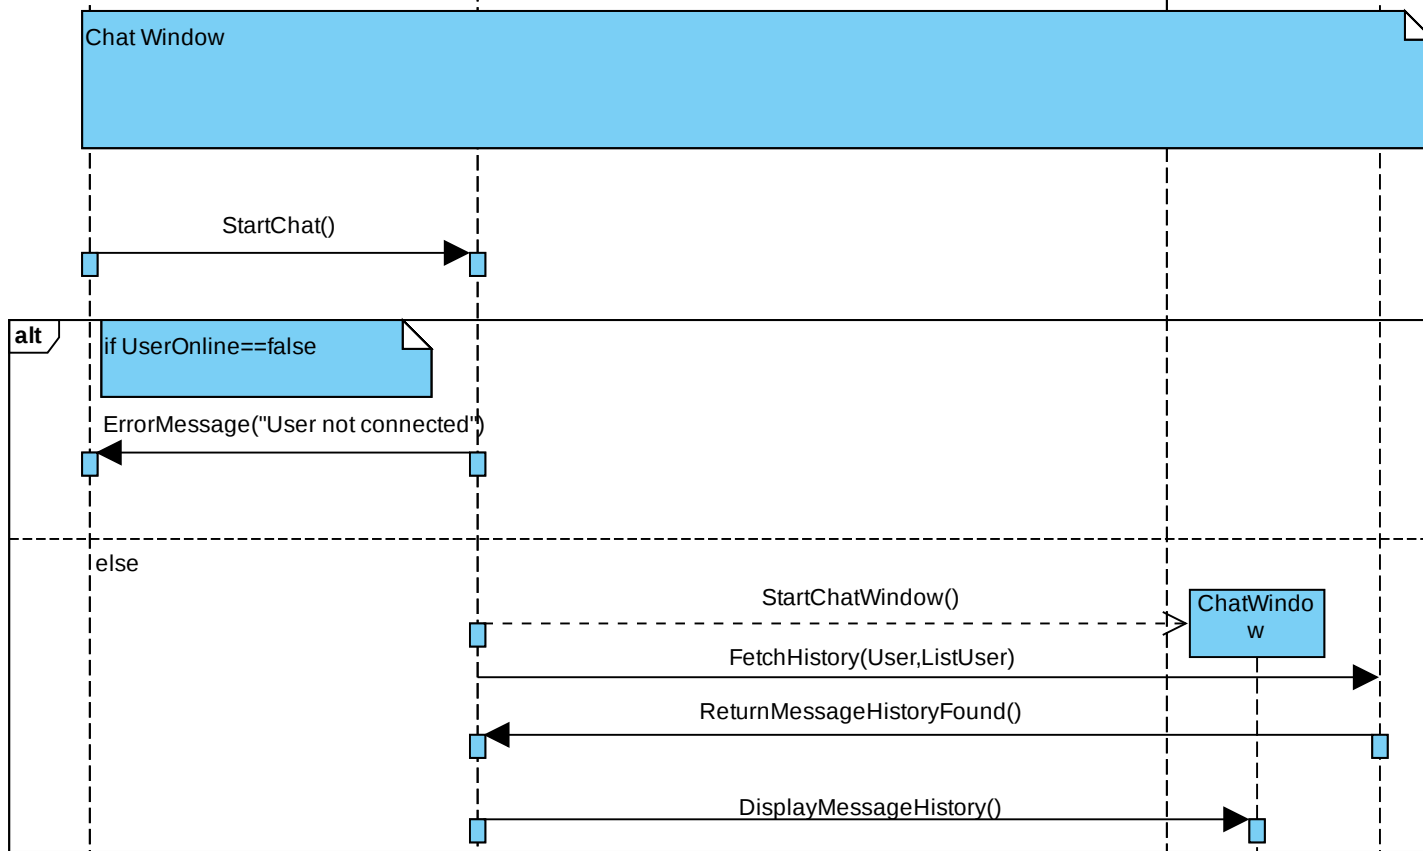 Chat Window
StartChat()
alt
if UserOnline==false
ErrorMessage("User not connected")
else
StartChatWindow()
ChatWindo
w
FetchHistory(User,ListUser)
ReturnMessageHistoryFound()
DisplayMessageHistory()